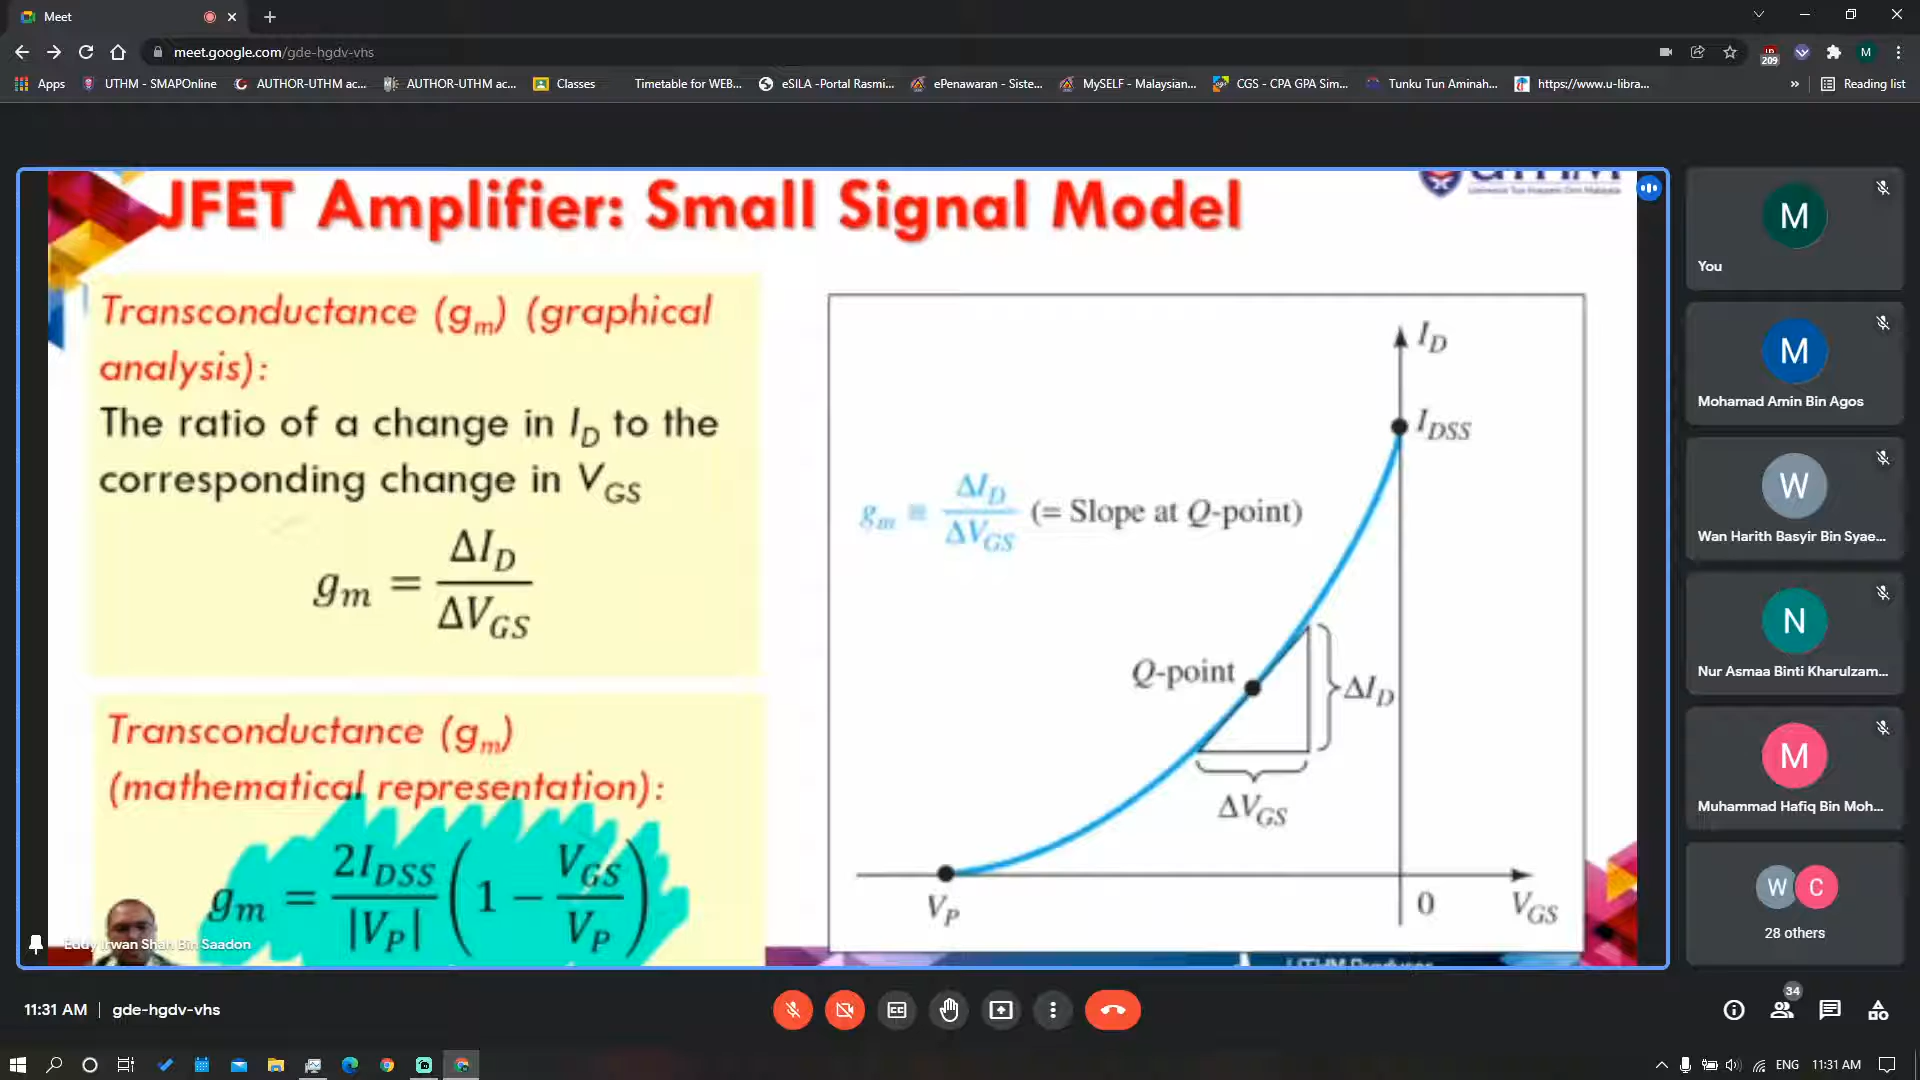 Meet
meet.google.com/gde-hgdv-vhs
209
M
Apps
UTHM - SMAPOnline
AUTHOR-UTHM ac...
AUTHOR-UTHM ac...
Classes
Timetable for WEB...
eSILA -Portal Rasmi...
ePenawaran - Siste...
MySELF - Malaysian...
CGS - CPA GPA Sim...
Tunku Tun Aminah...
https://www.u-libra...
»
Reading list
JFET Amplifier: Small Signal Model
Transconductance (gm) (graphical
analysis):
The ratio of a change in ID to the
corresponding change in VGS
gm = ΔID / ΔVGS
Transconductance (gm)
(mathematical representation):
gm = 2IDSS / |VP| (1 − VGS / VP)
Eddy Irwan Shah Bin Saadon
ID
IDSS
gm ≡ ΔID / ΔVGS (= Slope at Q-point)
Q-point
ΔID
ΔVGS
VP
0
VGS
M
You
M
Mohamad Amin Bin Agos
W
Wan Harith Basyir Bin Syae...
N
Nur Asmaa Binti Kharulzam...
M
Muhammad Hafiq Bin Moh...
W C
28 others
11:31 AM | gde-hgdv-vhs
34
ENG
11:31 AM